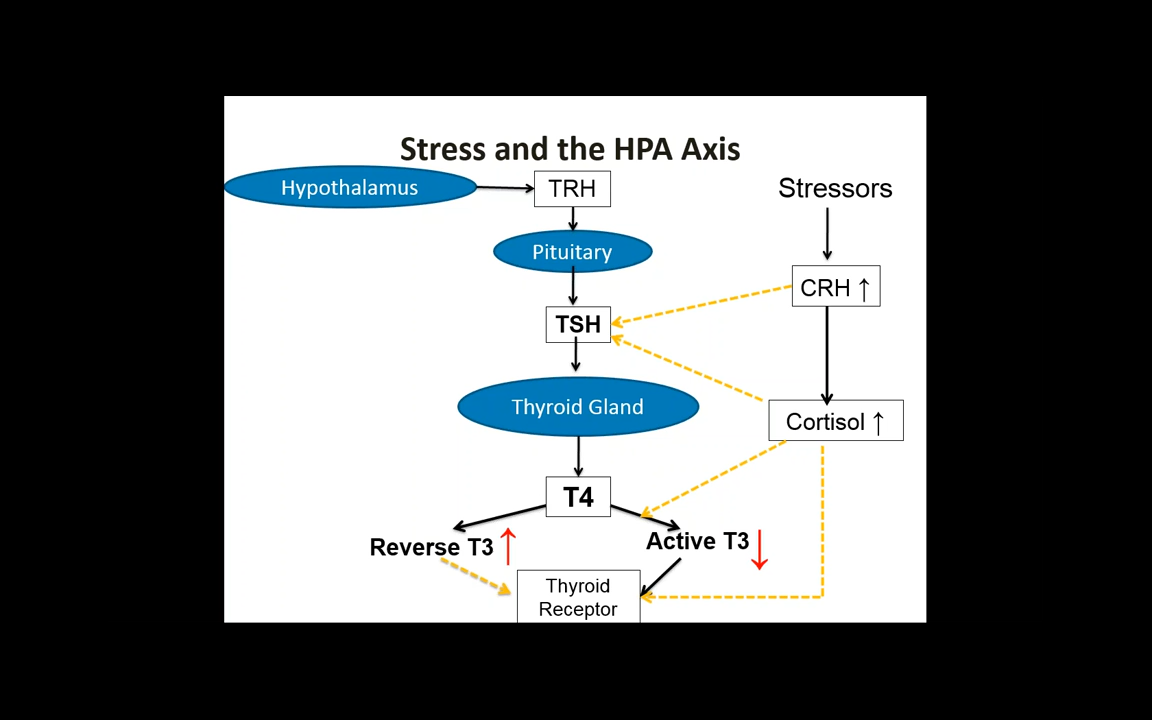 Stress and the HPA Axis
Hypothalamus
TRH
Stressors
Pituitary
CRH ↑
TSH
Thyroid Gland
Cortisol ↑
T4
Reverse T3 ↑
Active T3 ↓
Thyroid
Receptor